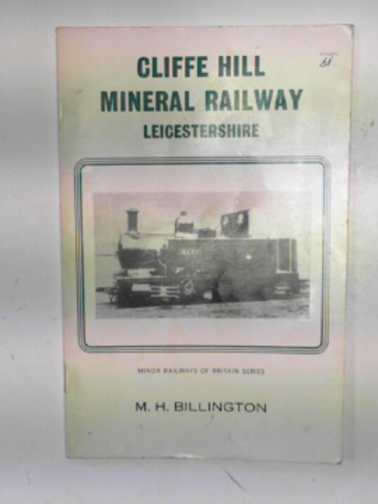 CLIFFE HILL
MINERAL RAILWAY
LEICESTERSHIRE
MINOR RAILWAYS OF BRITAIN SERIES
M. H. BILLINGTON